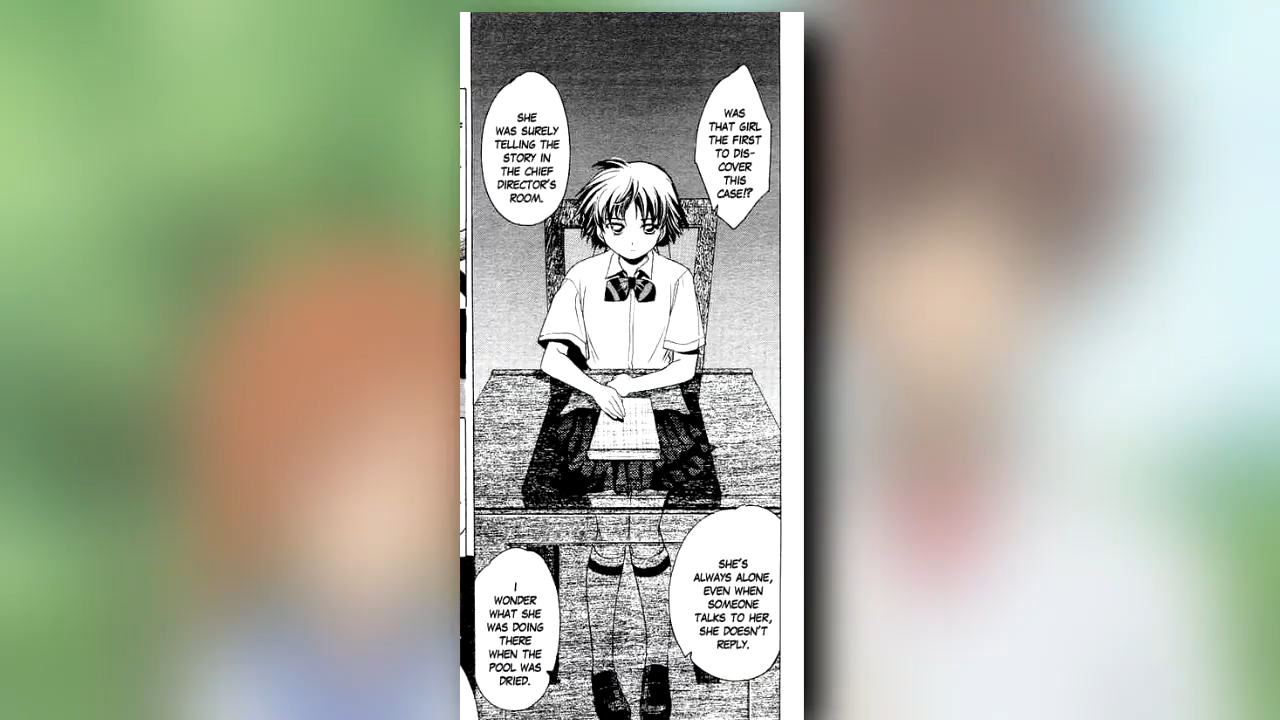 WAS
THAT GIRL
THE FIRST
TO DIS-
COVER
THIS
CASE!?
SHE
WAS SURELY
TELLING THE
STORY IN
THE CHIEF
DIRECTOR'S
ROOM.
SHE'S
ALWAYS ALONE,
EVEN WHEN
SOMEONE
TALKS TO HER,
SHE DOESN'T
REPLY.
I
WONDER
WHAT SHE
WAS DOING
THERE
WHEN THE
POOL WAS
DRIED.